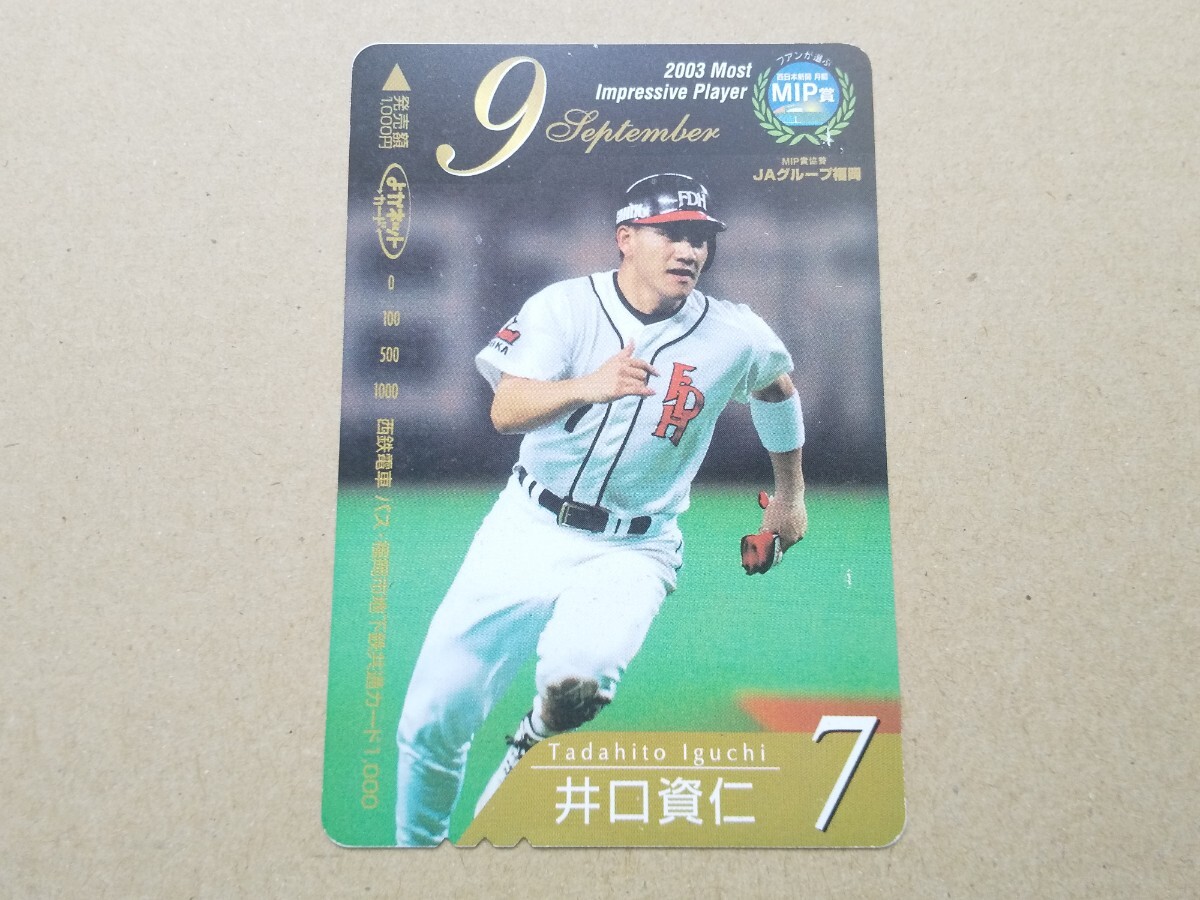 9
September
2003 Most
Impressive Player
ファンが選ぶ
西日本新聞 月間
MIP賞
MIP賞協賛
JAグループ福岡
発売額
1,000円
よかネット
カード
0
100
500
1000
西鉄電車 バス・福岡市地下鉄共通カード1,000
FDH
FDH
Tadahito Iguchi
井口資仁
7